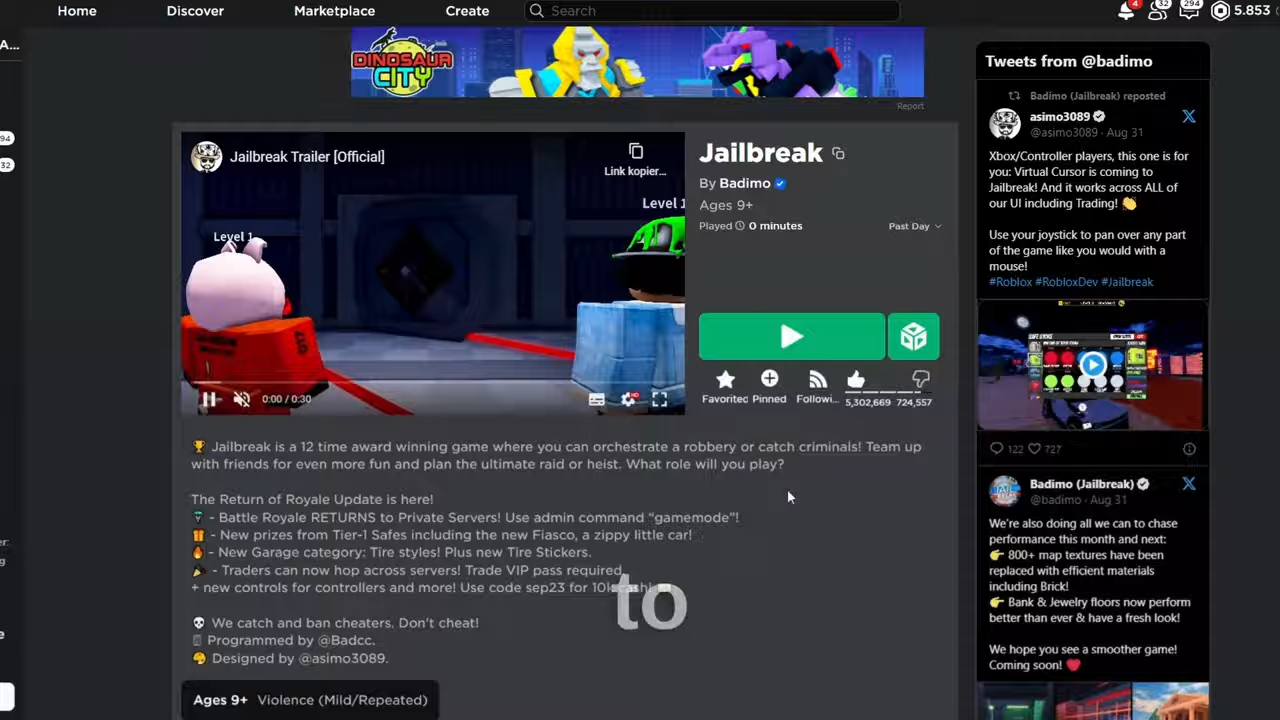 Home
Discover
Marketplace
Create
Search
4
32
294
5.853
A...
94
32
DINOSAUR
CITY
Report
Jailbreak Trailer [Official]
Link kopier...
Level 1
Level 1
0:00 / 0:30
HD
Jailbreak
By Badimo
Ages 9+
Played 0 minutes
Past Day
Favorited
Pinned
Followi...
5,302,669
724,557
🏆 Jailbreak is a 12 time award winning game where you can orchestrate a robbery or catch criminals! Team up
with friends for even more fun and plan the ultimate raid or heist. What role will you play?
The Return of Royale Update is here!
- Battle Royale RETURNS to Private Servers! Use admin command “gamemode”!
- New prizes from Tier-1 Safes including the new Fiasco, a zippy little car!
🔥 - New Garage category: Tire styles! Plus new Tire Stickers.
🎉 - Traders can now hop across servers! Trade VIP pass required.
+ new controls for controllers and more! Use code sep23 for 10k cash!
to
💀 We catch and ban cheaters. Don't cheat!
Programmed by @Badcc.
🎨 Designed by @asimo3089.
Ages 9+ Violence (Mild/Repeated)
Tweets from @badimo
Badimo (Jailbreak) reposted
asimo3089
@asimo3089 · Aug 31
Xbox/Controller players, this one is for
you: Virtual Cursor is coming to
Jailbreak! And it works across ALL of
our UI including Trading! 👏
Use your joystick to pan over any part
of the game like you would with a
mouse!
#Roblox #RobloxDev #Jailbreak
122 727
Badimo (Jailbreak)
@badimo · Aug 31
We're also doing all we can to chase
performance this month and next:
👉 800+ map textures have been
replaced with efficient materials
including Brick!
👉 Bank & Jewelry floors now perform
better than ever & have a fresh look!
We hope you see a smoother game!
Coming soon! ❤️